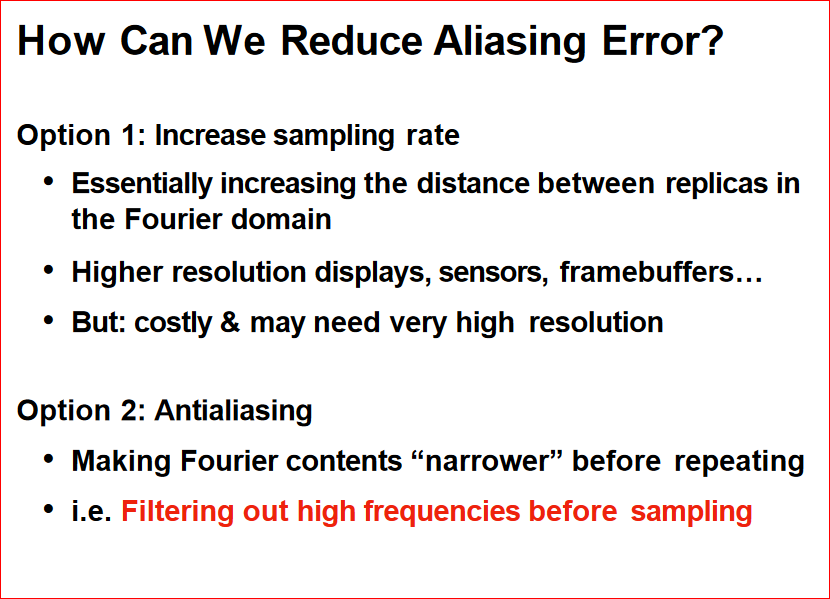 How Can We Reduce Aliasing Error?
Option 1: Increase sampling rate
• Essentially increasing the distance between replicas in
the Fourier domain
• Higher resolution displays, sensors, framebuffers…
• But: costly & may need very high resolution
Option 2: Antialiasing
• Making Fourier contents “narrower” before repeating
• i.e. Filtering out high frequencies before sampling